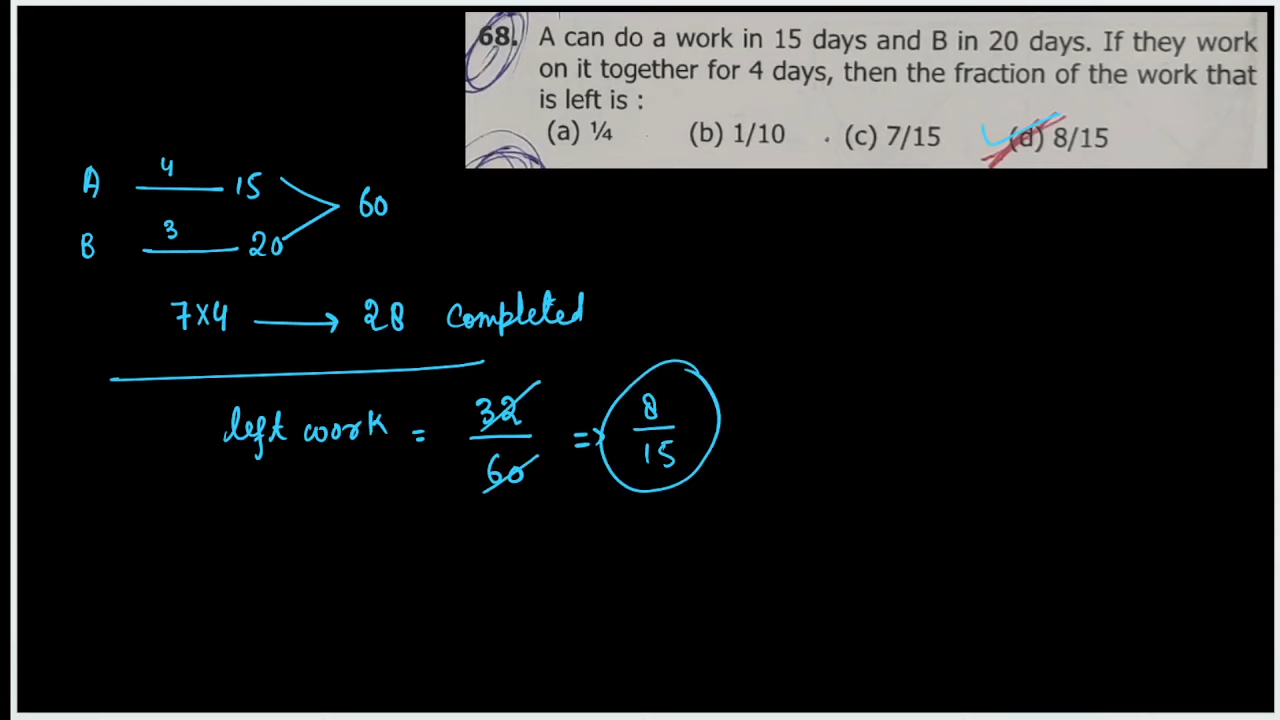 68. A can do a work in 15 days and B in 20 days. If they work
on it together for 4 days, then the fraction of the work that
is left is :
(a) ¼ (b) 1/10 (c) 7/15 (d) 8/15
A 4 15 60
B 3 20
7×4 → 28 completed
left work = 32/60 => 8/15